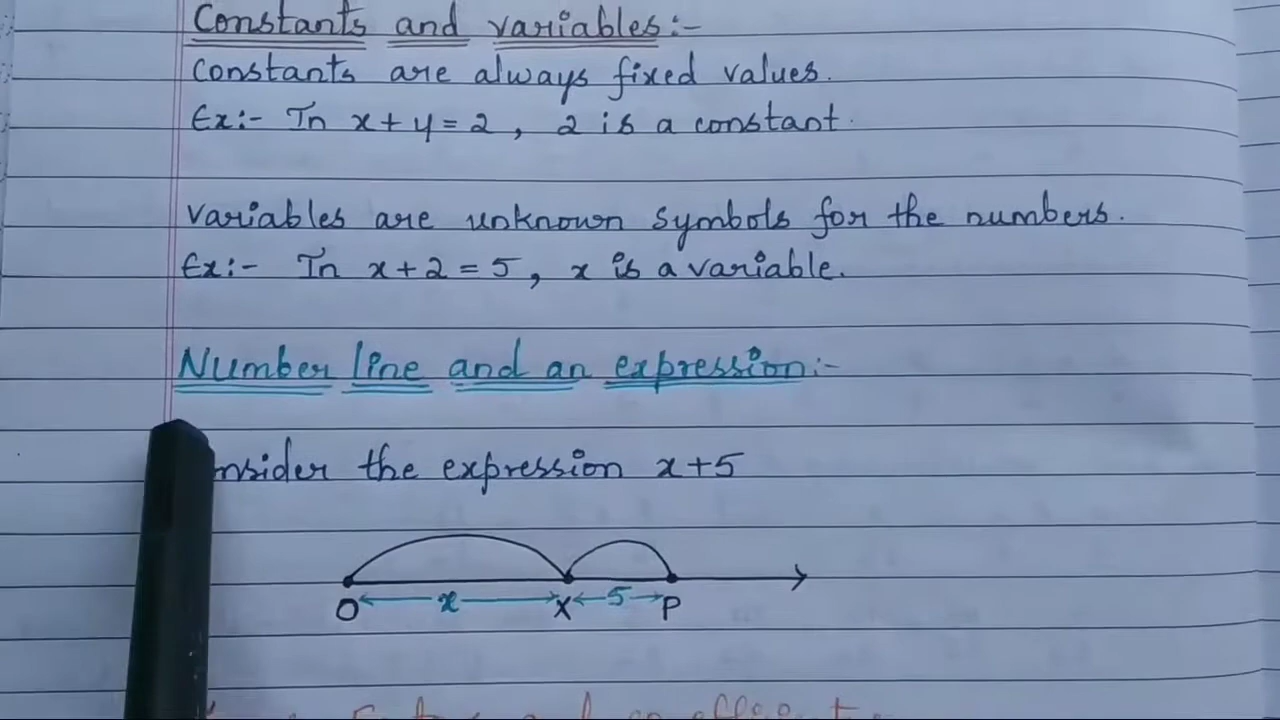 Constants and variables:-
Constants are always fixed values.
Ex:- In x+y=2, 2 is a constant.
Variables are unknown symbols for the numbers.
Ex:- In x+2=5, x is a variable.
Number line and an expression:-
nsider the expression x+5
O x X 5 P